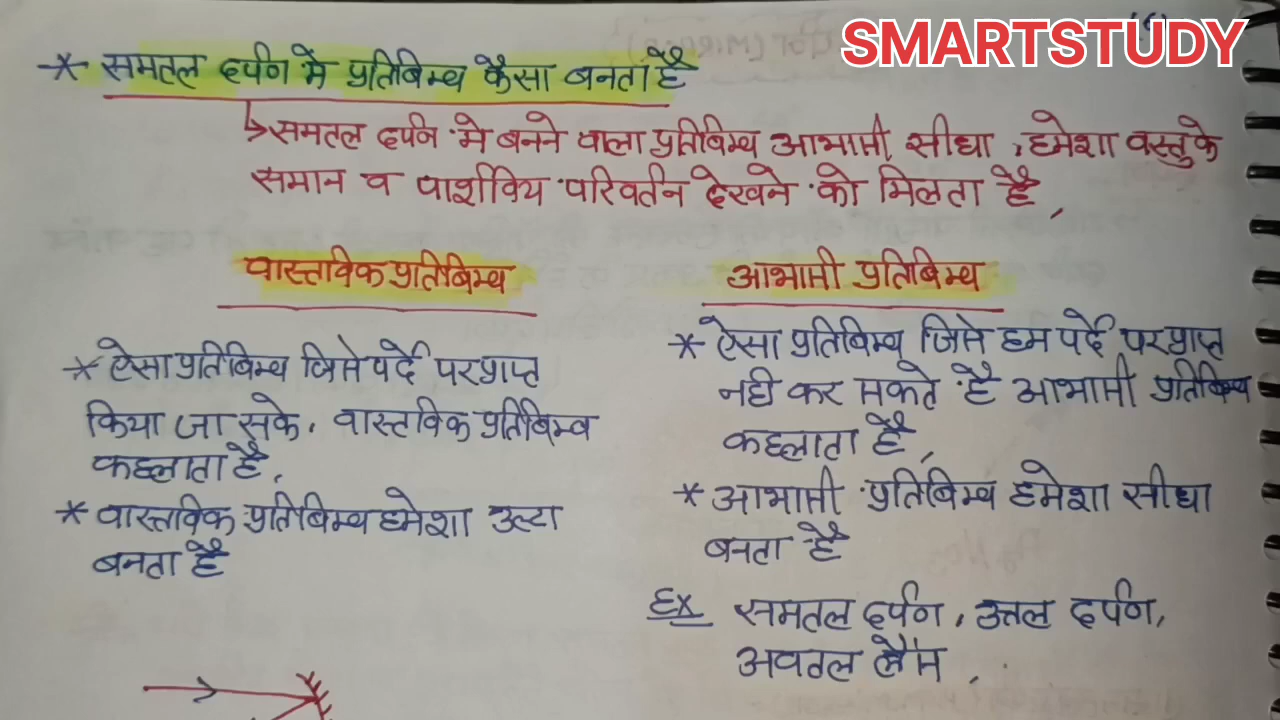 SMARTSTUDY
* समतल दर्पण में प्रतिबिम्ब कैसा बनता है
समतल दर्पन में बनने वाला प्रतिबिम्ब आभासी सीधा, हमेशा वस्तु के
समान व पार्श्वविय परिवर्तन देखने को मिलता है,
वास्तविक प्रतिबिम्ब
* ऐसा प्रतिबिम्ब जिसे पर्दे पर प्राप्त
किया जा सके, वास्तविक प्रतिबिम्ब
कहलाता है,
* वास्तविक प्रतिबिम्ब हमेशा उल्टा
बनता है
आभासी प्रतिबिम्ब
* ऐसा प्रतिबिम्ब जिसे हम पर्दे पर प्राप्त
नही कर सकते है आभासी प्रतिबिम्ब
कहलाता है,
* आभासी प्रतिबिम्ब हमेशा सीधा
बनता है
Ex समतल दर्पण, उत्तल दर्पण,
अवतल लैंस,